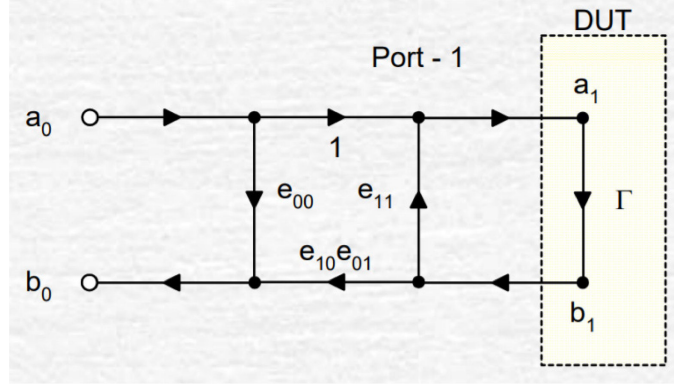 DUT
Port - 1
a₁
a₀
1
e₀₀
e₁₁
Γ
e₁₀e₀₁
b₀
b₁